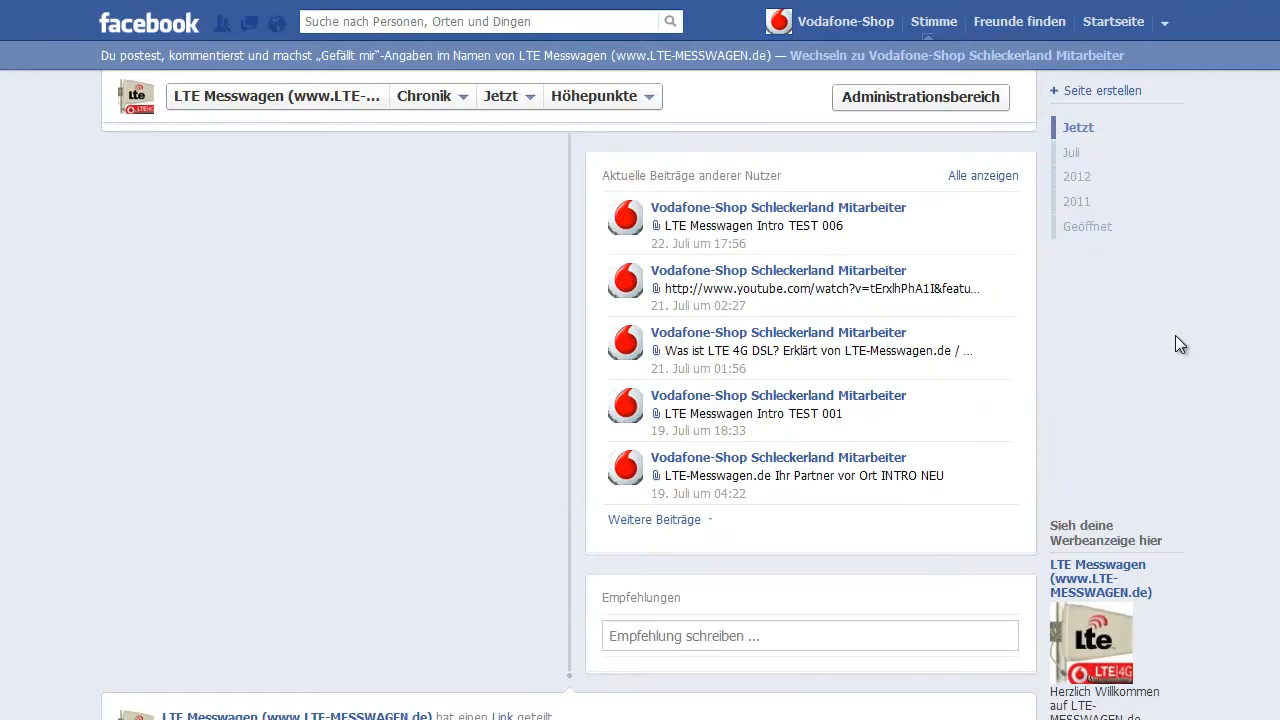 facebook
Suche nach Personen, Orten und Dingen
Vodafone-Shop
Stimme
Freunde finden
Startseite
Du postest, kommentierst und machst „Gefällt mir“-Angaben im Namen von LTE Messwagen (www.LTE-MESSWAGEN.de) — Wechseln zu Vodafone-Shop Schleckerland Mitarbeiter
LTE Messwagen (www.LTE-...
Chronik
Jetzt
Höhepunkte
Administrationsbereich
+ Seite erstellen
Jetzt
Juli
2012
2011
Geöffnet
Aktuelle Beiträge anderer Nutzer
Alle anzeigen
Vodafone-Shop Schleckerland Mitarbeiter
LTE Messwagen Intro TEST 006
22. Juli um 17:56
Vodafone-Shop Schleckerland Mitarbeiter
http://www.youtube.com/watch?v=tErxlhPhA1I&featu...
21. Juli um 02:27
Vodafone-Shop Schleckerland Mitarbeiter
Was ist LTE 4G DSL? Erklärt von LTE-Messwagen.de / ...
21. Juli um 01:56
Vodafone-Shop Schleckerland Mitarbeiter
LTE Messwagen Intro TEST 001
19. Juli um 18:33
Vodafone-Shop Schleckerland Mitarbeiter
LTE-Messwagen.de Ihr Partner vor Ort INTRO NEU
19. Juli um 04:22
Weitere Beiträge
Empfehlungen
Empfehlung schreiben ...
Sieh deine
Werbeanzeige hier
LTE Messwagen
(www.LTE-
MESSWAGEN.de)
Lte
LTE 4G
Herzlich Willkommen
auf LTE-
MESSWAGEN.de
LTE Messwagen (www.LTE-MESSWAGEN.de) hat einen Link geteilt